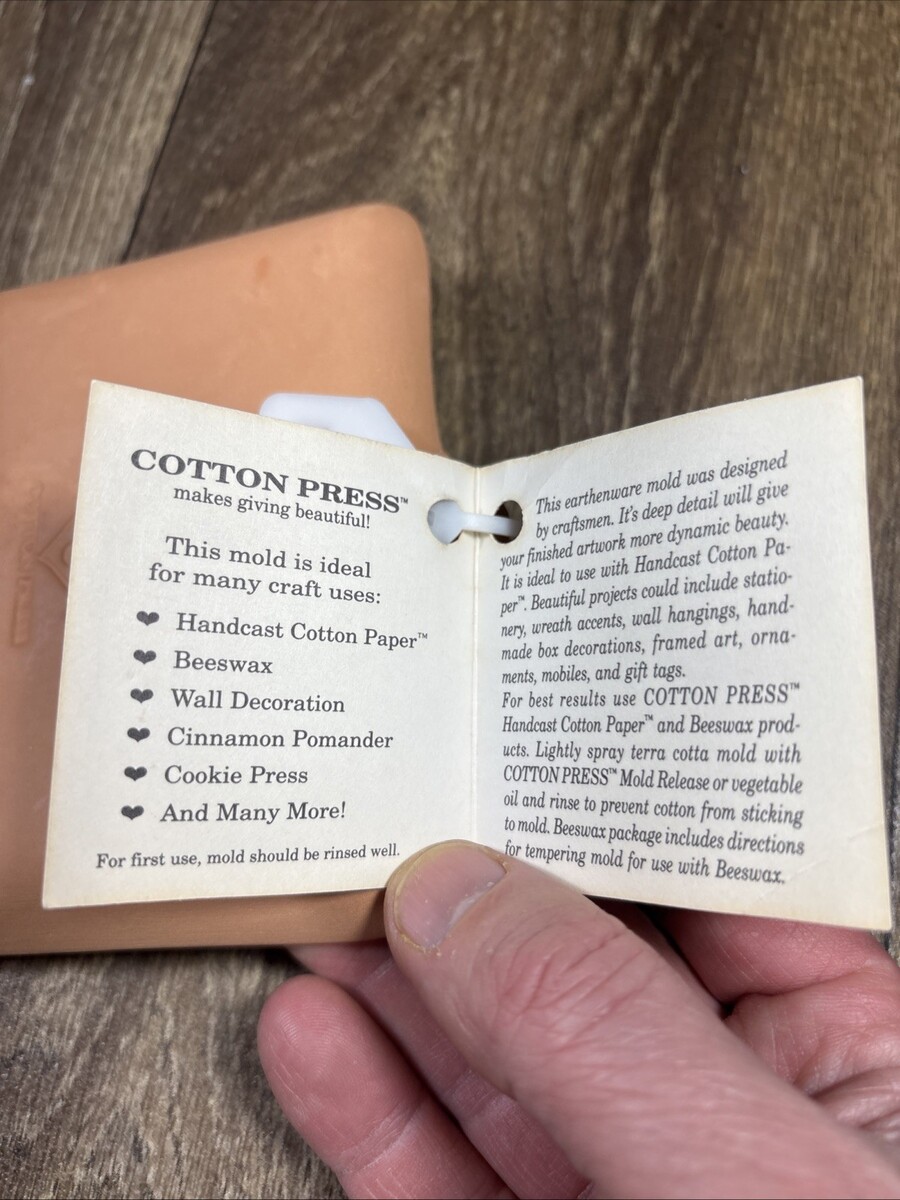 COTTON PRESS™
makes giving beautiful!
This mold is ideal
for many craft uses:
❤ Handcast Cotton Paper™
❤ Beeswax
❤ Wall Decoration
❤ Cinnamon Pomander
❤ Cookie Press
❤ And Many More!
For first use, mold should be rinsed well.
This earthenware mold was designed
by craftsmen. It's deep detail will give
your finished artwork more dynamic beauty.
It is ideal to use with Handcast Cotton Pa-
per™. Beautiful projects could include statio-
nery, wreath accents, wall hangings, hand-
made box decorations, framed art, orna-
ments, mobiles, and gift tags.
For best results use COTTON PRESS™
Handcast Cotton Paper™ and Beeswax prod-
ucts. Lightly spray terra cotta mold with
COTTON PRESS™ Mold Release or vegetable
oil and rinse to prevent cotton from sticking
to mold. Beeswax package includes directions
for tempering mold for use with Beeswax.